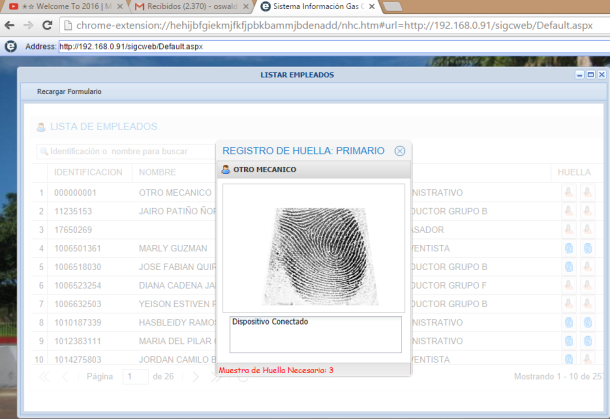 ★★ Welcome To 2016 | M
Recibidos (2.370) - oswald
Sistema Información Gas
chrome-extension://hehijbfgiekmjfkfjpbkbammjbdenadd/nhc.htm#url=http://192.168.0.91/sigcweb/Default.aspx
Address: http://192.168.0.91/sigcweb/Default.aspx
LISTAR EMPLEADOS
Recargar Formulario
LISTA DE EMPLEADOS.
Identificación o nombre para buscar
REGISTRO DE HUELLA: PRIMARIO
OTRO MECANICO
IDENTIFICACION NOMBRE HUELLA
1 000000001 OTRO MECANICO NISTRATIVO
2 11235153 JAIRO PATIÑO ÑOÑ DUCTOR GRUPO B
3 17650269 ASADOR
4 1006501361 MARLY GUZMAN VENTISTA
5 1006518030 JOSE FABIAN QUIR DUCTOR GRUPO B
6 1006523254 DIANA CADENA JA DUCTOR GRUPO F
7 1006632503 YEISON ESTIVEN F DUCTOR GRUPO B
8 1010187339 HASBLEIDY RAMOS NISTRATIVO
9 1012383111 MARIA DEL PILAR NISTRATIVO
10 1014275803 JORDAN CAMILO B VENTISTA
Dispositivo Conectado
Muestra de Huella Necesaria: 3
Página 1 de 26
Mostrando 1 - 10 de 25